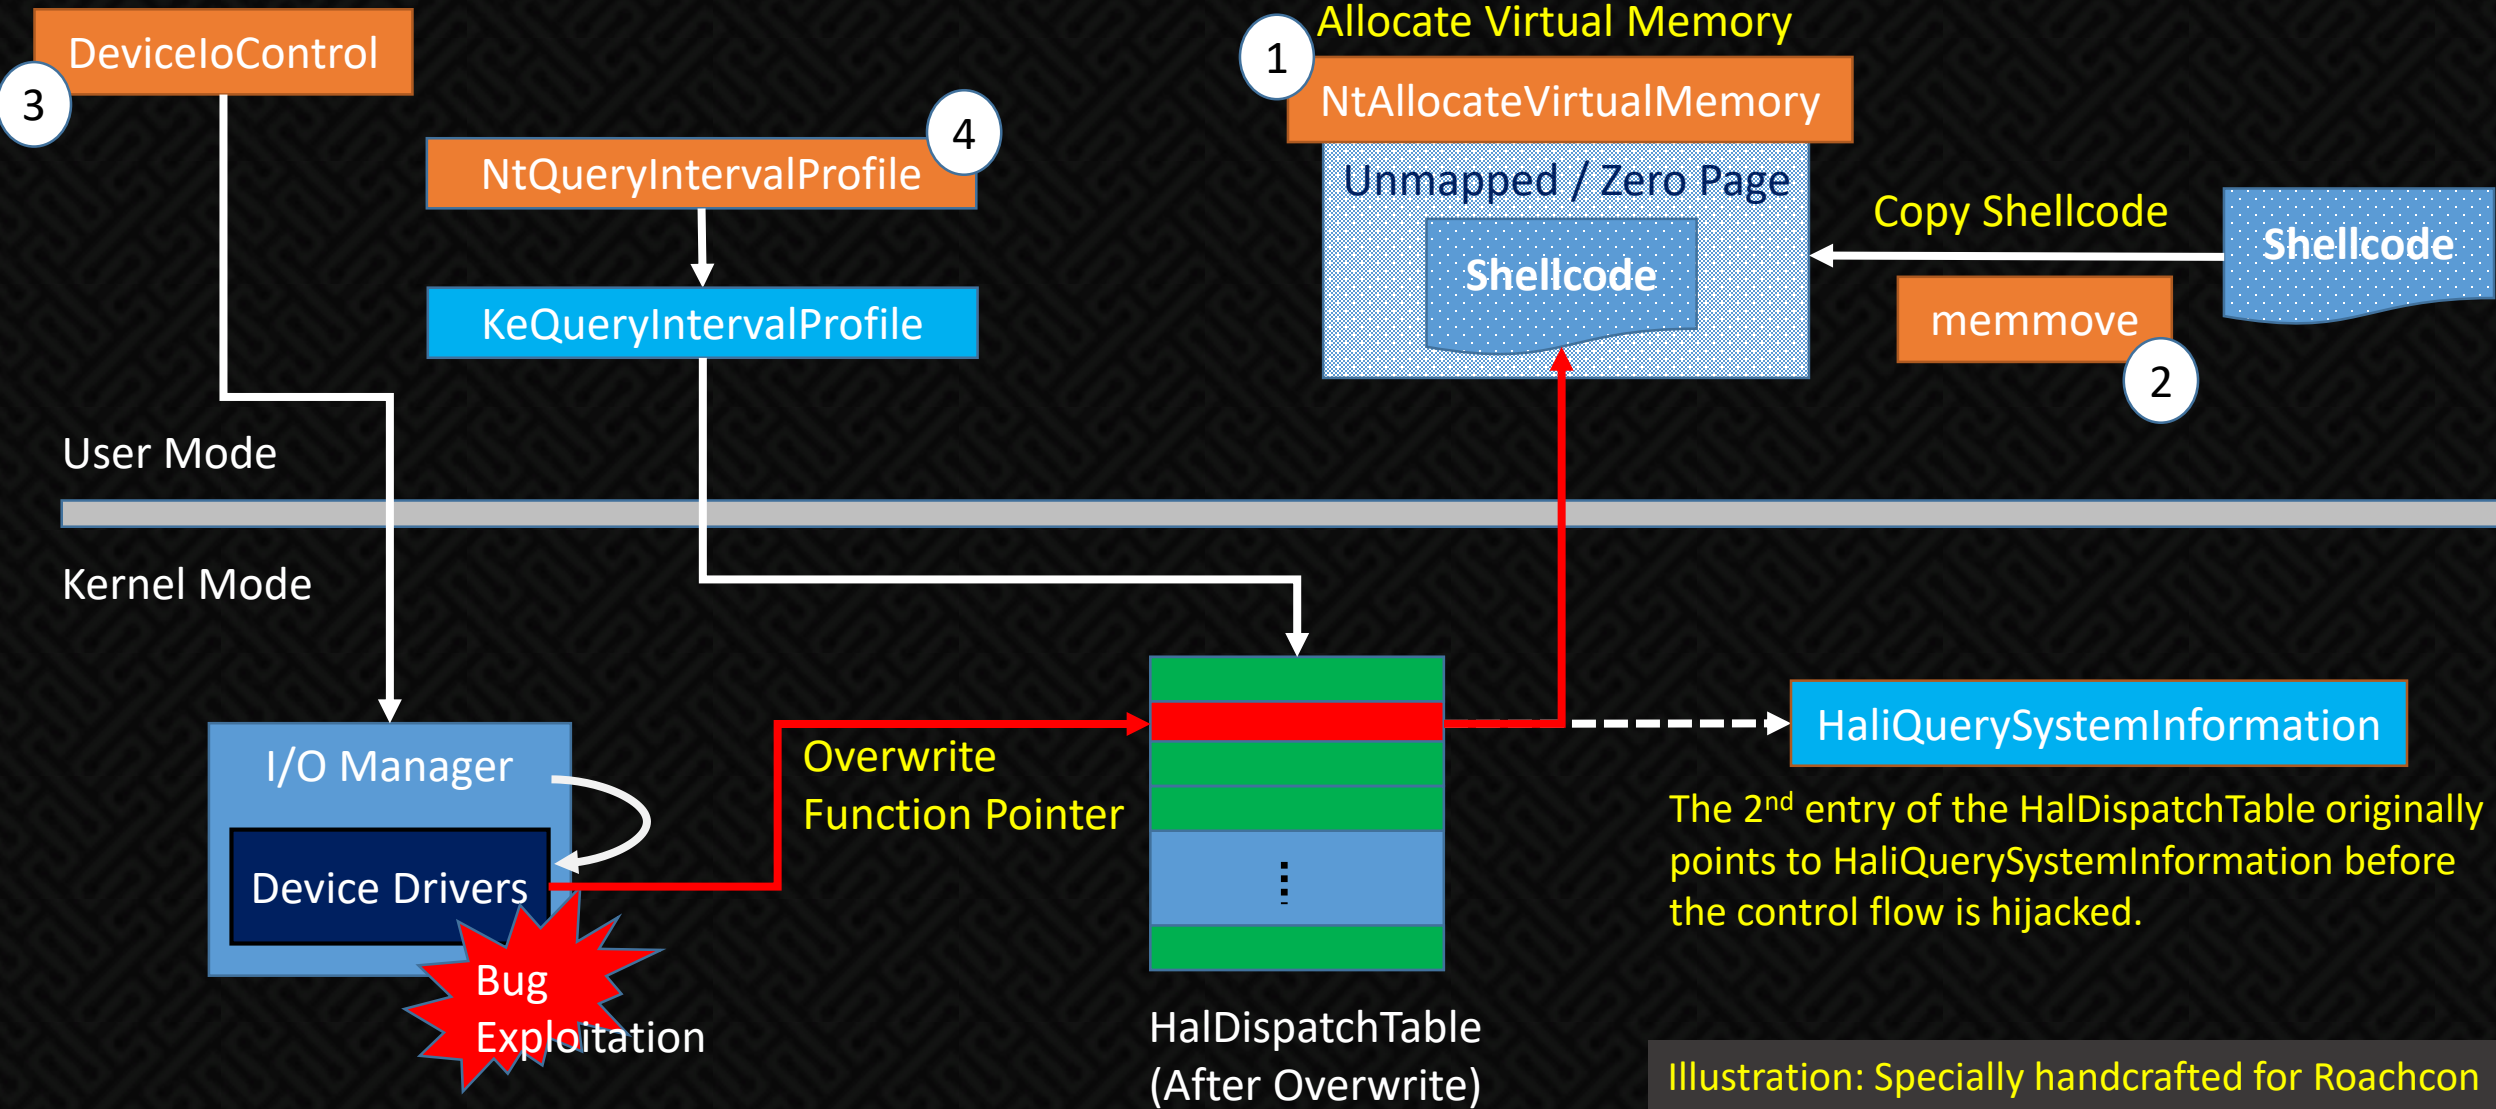 DeviceIoControl
3
NtQueryIntervalProfile
4
KeQueryIntervalProfile
Allocate Virtual Memory
1
NtAllocateVirtualMemory
Unmapped / Zero Page
Shellcode
Copy Shellcode
Shellcode
memmove
2
User Mode
Kernel Mode
I/O Manager
Device Drivers
Bug
Exploitation
Overwrite
Function Pointer
HalDispatchTable
(After Overwrite)
HaliQuerySystemInformation
The 2nd entry of the HalDispatchTable originally
points to HaliQuerySystemInformation before
the control flow is hijacked.
Illustration: Specially handcrafted for Roachcon